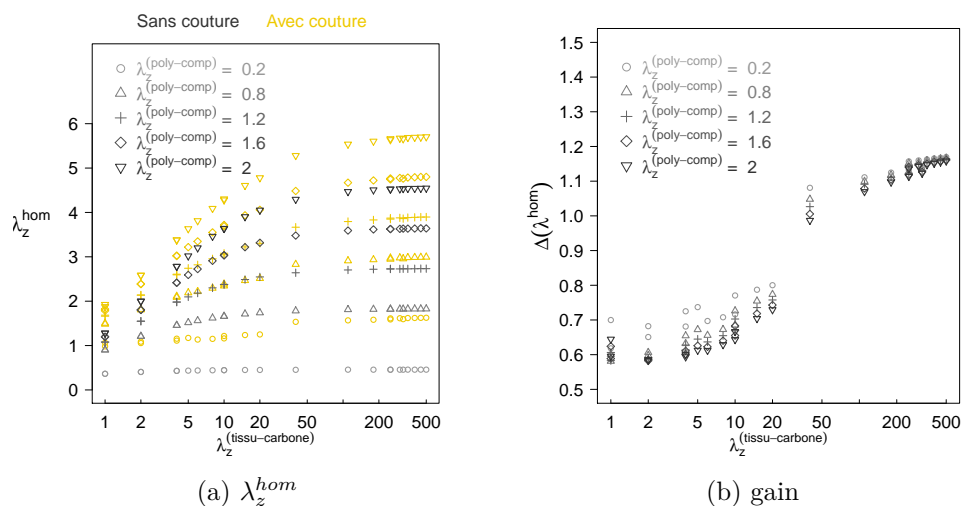 Sans couture Avec couture
λz^hom
6
5
4
3
2
1
0
λz^(poly−comp) = 0.2
λz^(poly−comp) = 0.8
λz^(poly−comp) = 1.2
λz^(poly−comp) = 1.6
λz^(poly−comp) = 2
1 2 5 10 20 50 200 500
λz^(tissu−carbone)
(a) λz^hom
Δ(λ^hom)
1.5
1.4
1.3
1.2
1.1
1.0
0.9
0.8
0.7
0.6
0.5
λz^(poly−comp) = 0.2
λz^(poly−comp) = 0.8
λz^(poly−comp) = 1.2
λz^(poly−comp) = 1.6
λz^(poly−comp) = 2
1 2 5 10 20 50 200 500
λz^(tissu−carbone)
(b) gain